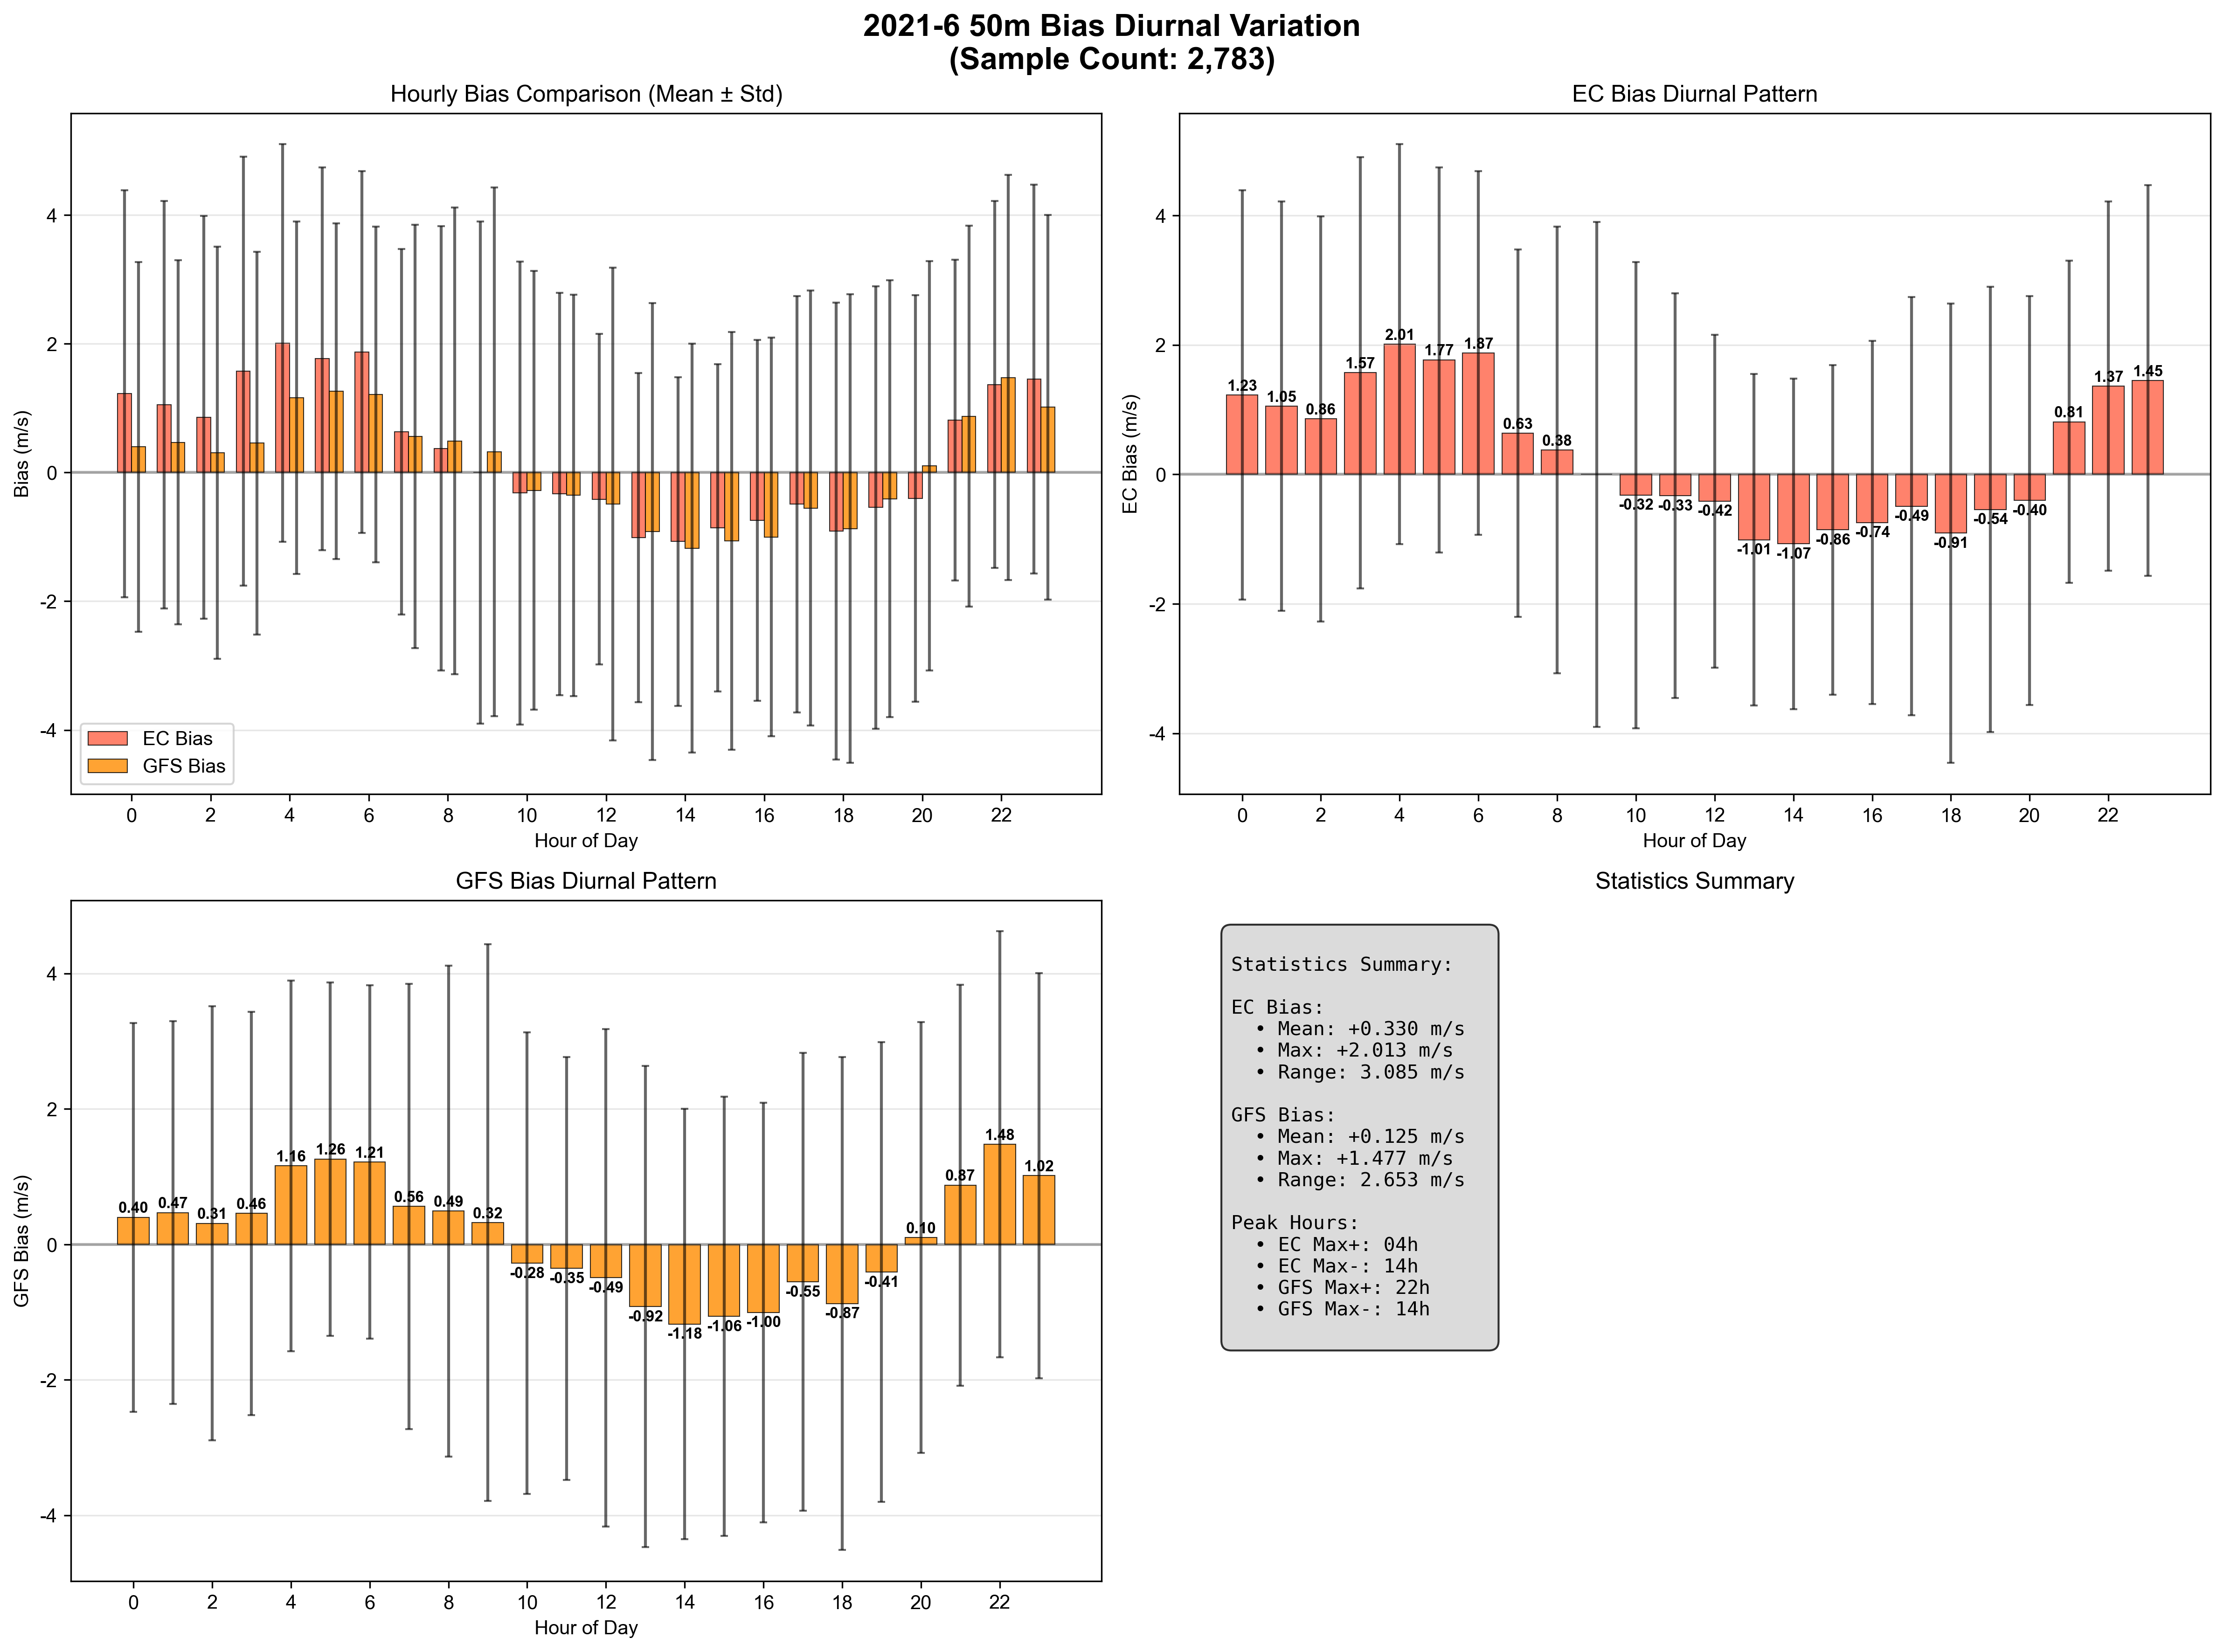 2021-6 50m Bias Diurnal Variation
(Sample Count: 2,783)
Hourly Bias Comparison (Mean ± Std)
Bias (m/s)
4
2
0
-2
-4
EC Bias
GFS Bias
0 2 4 6 8 10 12 14 16 18 20 22
Hour of Day
EC Bias Diurnal Pattern
EC Bias (m/s)
4
2
0
-2
-4
1.23 1.05 0.86 1.57 2.01 1.77 1.87 0.63 0.38 -0.32 -0.33 -0.42 -1.01 -1.07 -0.86 -0.74 -0.49 -0.91 -0.54 -0.40 0.81 1.37 1.45
0 2 4 6 8 10 12 14 16 18 20 22
Hour of Day
GFS Bias Diurnal Pattern
GFS Bias (m/s)
4
2
0
-2
-4
0.40 0.47 0.31 0.46 1.16 1.26 1.21 0.56 0.49 0.32 -0.28 -0.35 -0.49 -0.92 -1.18 -1.06 -1.00 -0.55 -0.87 -0.41 0.10 0.87 1.48 1.02
0 2 4 6 8 10 12 14 16 18 20 22
Hour of Day
Statistics Summary
Statistics Summary:
EC Bias:
• Mean: +0.330 m/s
• Max: +2.013 m/s
• Range: 3.085 m/s
GFS Bias:
• Mean: +0.125 m/s
• Max: +1.477 m/s
• Range: 2.653 m/s
Peak Hours:
• EC Max+: 04h
• EC Max-: 14h
• GFS Max+: 22h
• GFS Max-: 14h